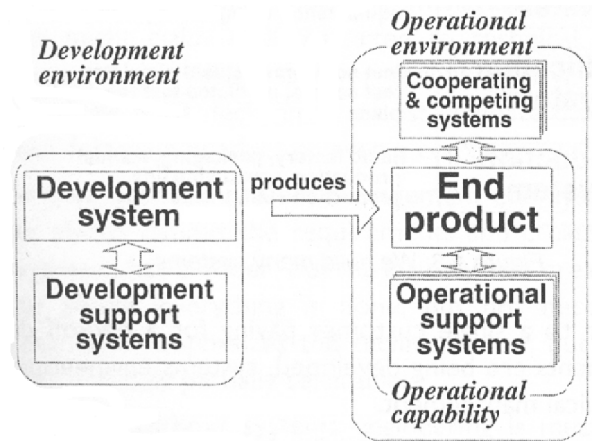 Development
environment
Development
system
Development
support
systems
produces
Operational
environment
Cooperating
& competing
systems
End
product
Operational
support
systems
Operational
capability